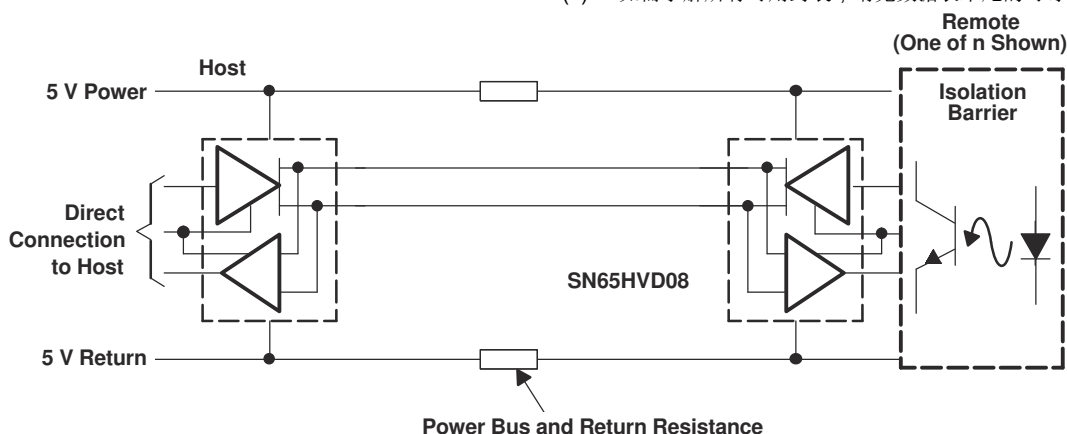 Remote
(One of n Shown)
Host
5 V Power
Isolation
Barrier
Direct
Connection
to Host
SN65HVD08
5 V Return
Power Bus and Return Resistance